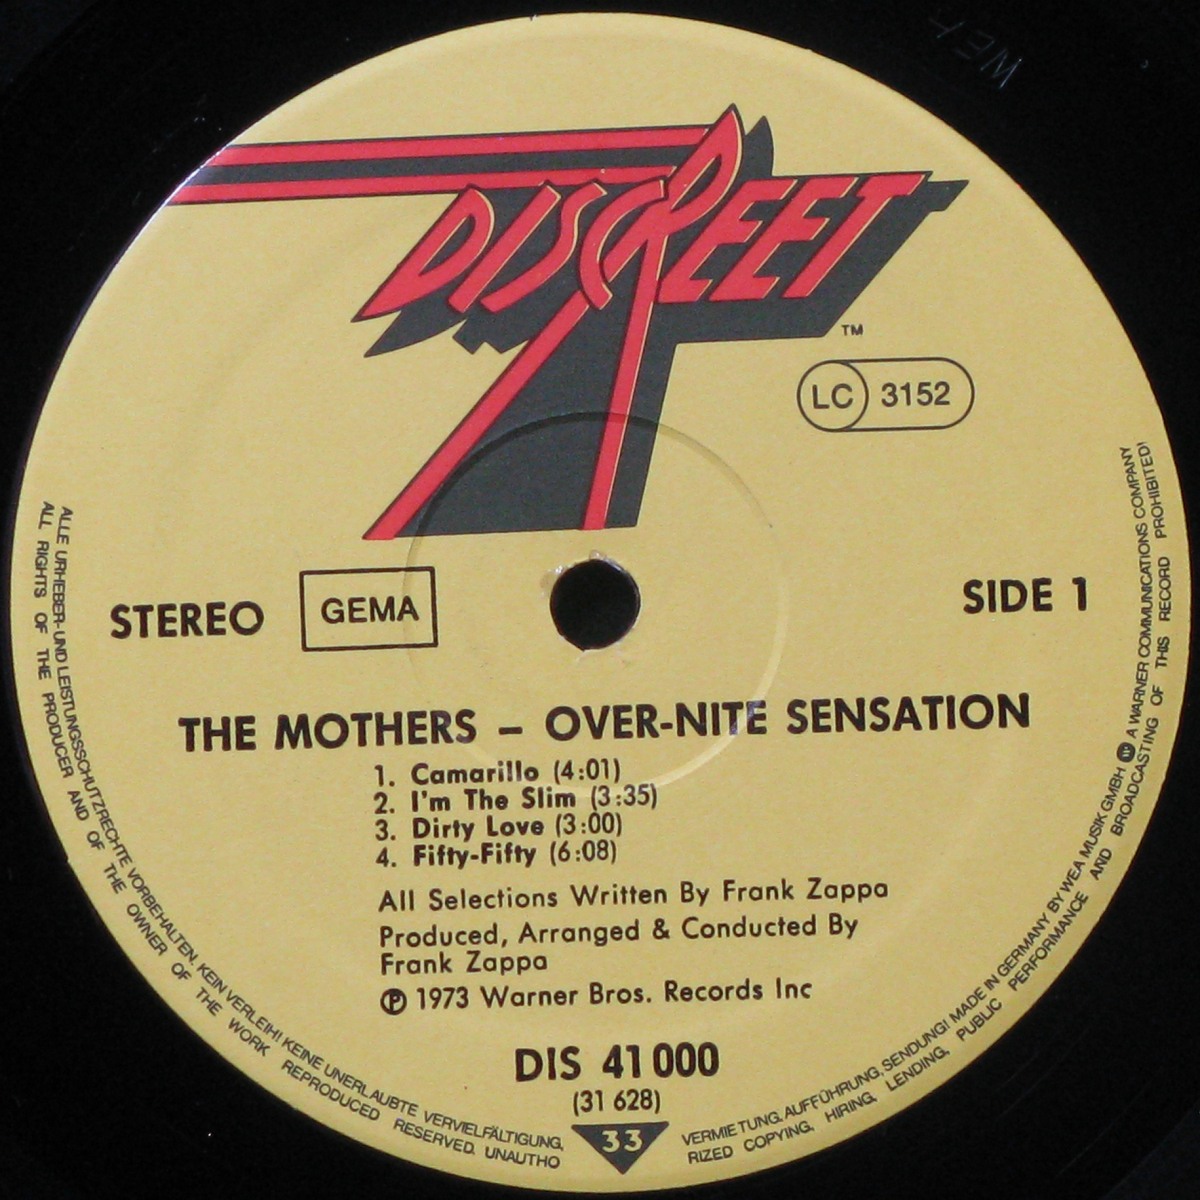 DISCREET
TM
LC 3152
STEREO
GEMA
SIDE 1
THE MOTHERS – OVER-NITE SENSATION
1. Camarillo (4:01)
2. I'm The Slim (3:35)
3. Dirty Love (3:00)
4. Fifty-Fifty (6:08)
All Selections Written By Frank Zappa
Produced, Arranged & Conducted By
Frank Zappa
℗ 1973 Warner Bros. Records Inc
DIS 41 000
(31 628)
33
ALLE URHEBER- UND LEISTUNGSSCHUTZRECHTE VORBEHALTEN. KEIN VERLEIH! KEINE UNERLAUBTE VERVIELFÄLTIGUNG, VERMIETUNG, AUFFÜHRUNG, SENDUNG! MADE IN GERMANY BY WEA MUSIK GMBH A WARNER COMMUNICATIONS COMPANY
ALL RIGHTS OF THE PRODUCER AND OF THE OWNER OF THE WORK REPRODUCED RESERVED. UNAUTHORIZED COPYING, HIRING, LENDING, PUBLIC PERFORMANCE AND BROADCASTING OF THIS RECORD PROHIBITED!